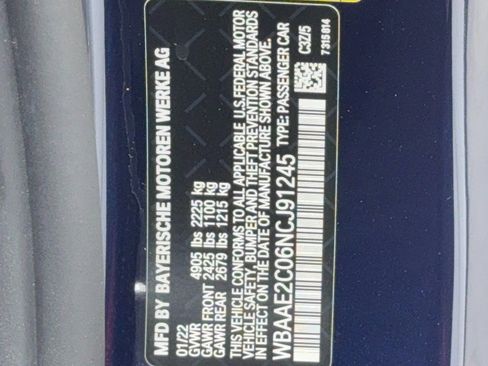 MFD BY BAYERISCHE MOTOREN WERKE AG
01/22
GVWR 4905 lbs 2225 kg
GAWR FRONT 2425 lbs 1100 kg
GAWR REAR 2679 lbs 1215 kg
THIS VEHICLE CONFORMS TO ALL APPLICABLE U.S.FEDERAL MOTOR
VEHICLE SAFETY, BUMPER AND THEFT PREVENTION STANDARDS
IN EFFECT ON THE DATE OF MANUFACTURE SHOWN ABOVE.
WBAAE2C06NCJ91245 TYPE: PASSENGER CAR
C3Z/5
7315814